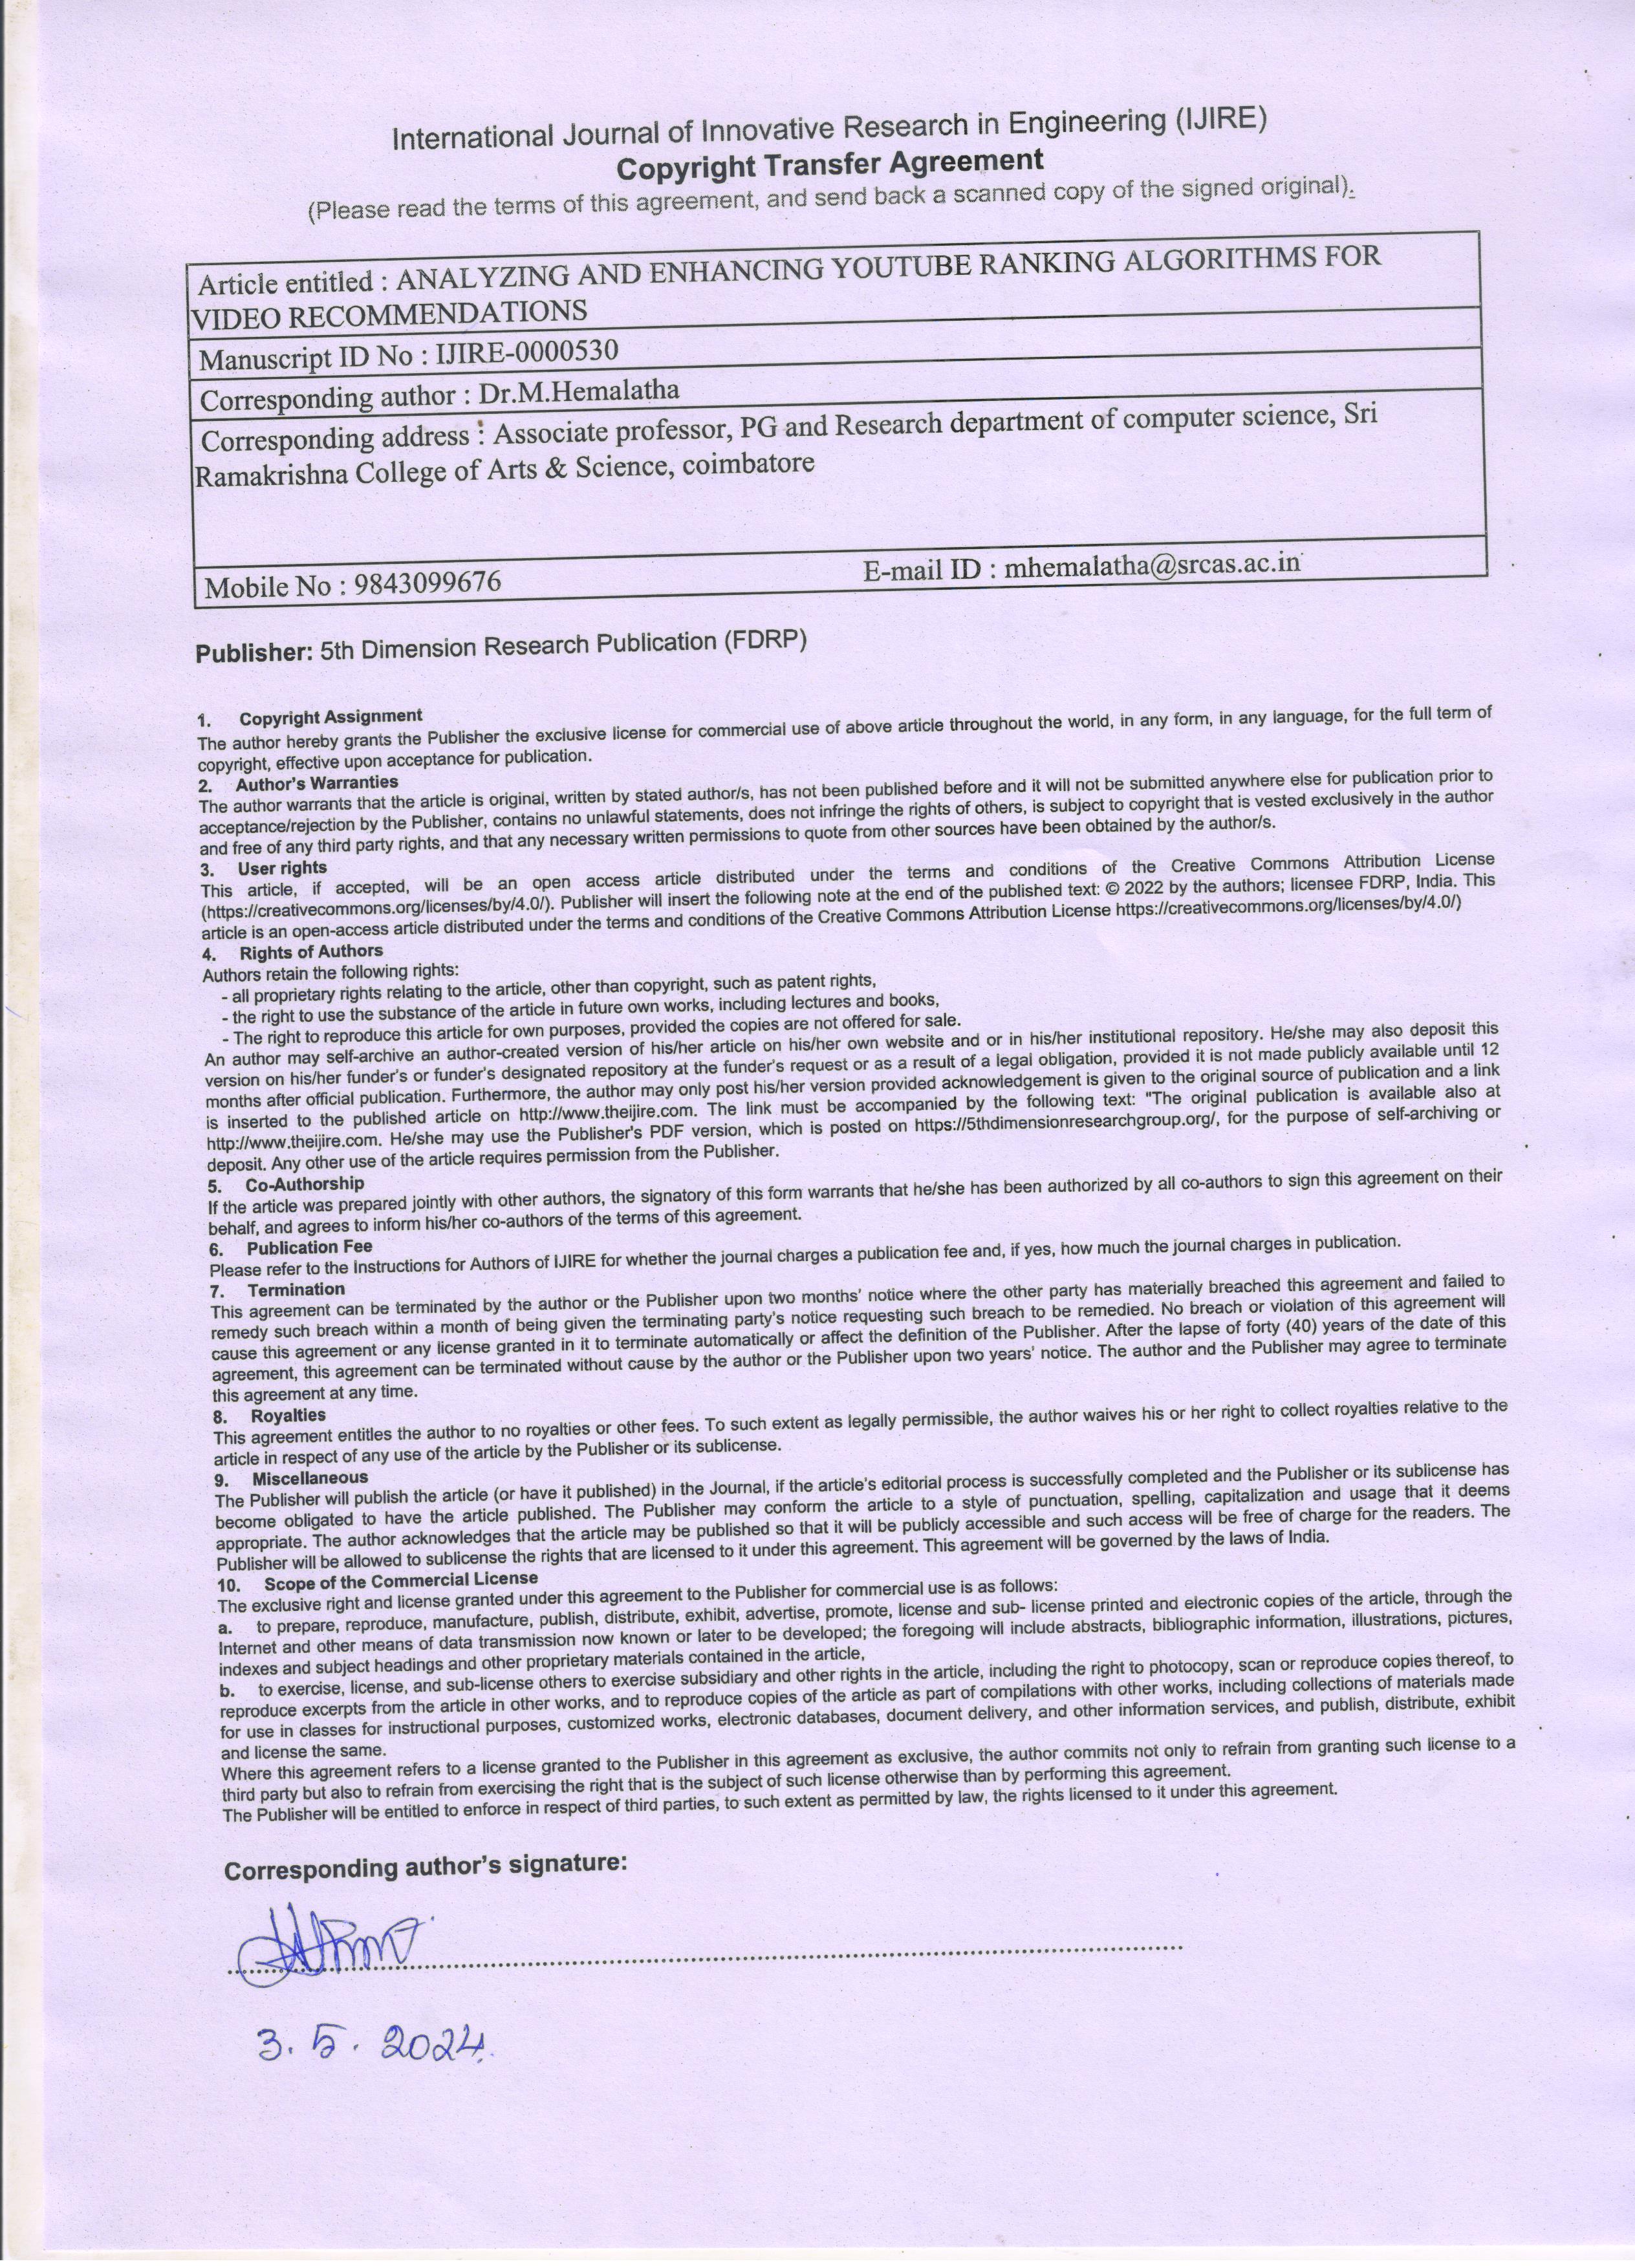 International Journal of Innovative Research in Engineering (IJIRE)
Copyright Transfer Agreement
(Please read the terms of this agreement, and send back a scanned copy of the signed original).
Article entitled : ANALYZING AND ENHANCING YOUTUBE RANKING ALGORITHMS FOR
VIDEO RECOMMENDATIONS
Manuscript ID No : IJIRE-0000530
Corresponding author : Dr.M.Hemalatha
Corresponding address : Associate professor, PG and Research department of computer science, Sri
Ramakrishna College of Arts & Science, coimbatore
Mobile No : 9843099676 E-mail ID : mhemalatha@srcas.ac.in
Publisher: 5th Dimension Research Publication (FDRP)
1. Copyright Assignment
The author hereby grants the Publisher the exclusive license for commercial use of above article throughout the world, in any form, in any language, for the full term of
copyright, effective upon acceptance for publication.
2. Author's Warranties
The author warrants that the article is original, written by stated author/s, has not been published before and it will not be submitted anywhere else for publication prior to
acceptance/rejection by the Publisher, contains no unlawful statements, does not infringe the rights of others, is subject to copyright that is vested exclusively in the author
and free of any third party rights, and that any necessary written permissions to quote from other sources have been obtained by the author/s.
3. User rights
This article, if accepted, will be an open access article distributed under the terms and conditions of the Creative Commons Attribution License
(https://creativecommons.org/licenses/by/4.0/). Publisher will insert the following note at the end of the published text: © 2022 by the authors; licensee FDRP, India. This
article is an open-access article distributed under the terms and conditions of the Creative Commons Attribution License https://creativecommons.org/licenses/by/4.0/)
4. Rights of Authors
Authors retain the following rights:
- all proprietary rights relating to the article, other than copyright, such as patent rights,
- the right to use the substance of the article in future own works, including lectures and books,
- The right to reproduce this article for own purposes, provided the copies are not offered for sale.
An author may self-archive an author-created version of his/her article on his/her own website and or in his/her institutional repository. He/she may also deposit this
version on his/her funder's or funder's designated repository at the funder's request or as a result of a legal obligation, provided it is not made publicly available until 12
months after official publication. Furthermore, the author may only post his/her version provided acknowledgement is given to the original source of publication and a link
is inserted to the published article on http://www.theijire.com. The link must be accompanied by the following text: "The original publication is available also at
http://www.theijire.com. He/she may use the Publisher's PDF version, which is posted on https://5thdimensionresearchgroup.org/, for the purpose of self-archiving or
deposit. Any other use of the article requires permission from the Publisher.
5. Co-Authorship
If the article was prepared jointly with other authors, the signatory of this form warrants that he/she has been authorized by all co-authors to sign this agreement on their
behalf, and agrees to inform his/her co-authors of the terms of this agreement.
6. Publication Fee
Please refer to the Instructions for Authors of IJIRE for whether the journal charges a publication fee and, if yes, how much the journal charges in publication.
7. Termination
This agreement can be terminated by the author or the Publisher upon two months' notice where the other party has materially breached this agreement and failed to
remedy such breach within a month of being given the terminating party's notice requesting such breach to be remedied. No breach or violation of this agreement will
cause this agreement or any license granted in it to terminate automatically or affect the definition of the Publisher. After the lapse of forty (40) years of the date of this
agreement, this agreement can be terminated without cause by the author or the Publisher upon two years' notice. The author and the Publisher may agree to terminate
this agreement at any time.
8. Royalties
This agreement entitles the author to no royalties or other fees. To such extent as legally permissible, the author waives his or her right to collect royalties relative to the
article in respect of any use of the article by the Publisher or its sublicense.
9. Miscellaneous
The Publisher will publish the article (or have it published) in the Journal, if the article's editorial process is successfully completed and the Publisher or its sublicense has
become obligated to have the article published. The Publisher may conform the article to a style of punctuation, spelling, capitalization and usage that it deems
appropriate. The author acknowledges that the article may be published so that it will be publicly accessible and such access will be free of charge for the readers. The
Publisher will be allowed to sublicense the rights that are licensed to it under this agreement. This agreement will be governed by the laws of India.
10. Scope of the Commercial License
The exclusive right and license granted under this agreement to the Publisher for commercial use is as follows:
a. to prepare, reproduce, manufacture, publish, distribute, exhibit, advertise, promote, license and sub- license printed and electronic copies of the article, through the
Internet and other means of data transmission now known or later to be developed; the foregoing will include abstracts, bibliographic information, illustrations, pictures,
indexes and subject headings and other proprietary materials contained in the article,
b. to exercise, license, and sub-license others to exercise subsidiary and other rights in the article, including the right to photocopy, scan or reproduce copies thereof, to
reproduce excerpts from the article in other works, and to reproduce copies of the article as part of compilations with other works, including collections of materials made
for use in classes for instructional purposes, customized works, electronic databases, document delivery, and other information services, and publish, distribute, exhibit
and license the same.
Where this agreement refers to a license granted to the Publisher in this agreement as exclusive, the author commits not only to refrain from granting such license to a
third party but also to refrain from exercising the right that is the subject of such license otherwise than by performing this agreement.
The Publisher will be entitled to enforce in respect of third parties, to such extent as permitted by law, the rights licensed to it under this agreement.
Corresponding author's signature:
3.5.2024.